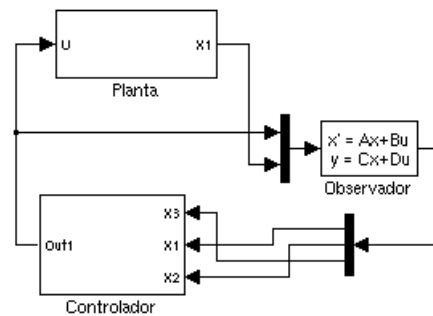 U X1
Planta
x' = Ax+Bu
y = Cx+Du
Observador
X3
Out1 X1
X2
Controlador